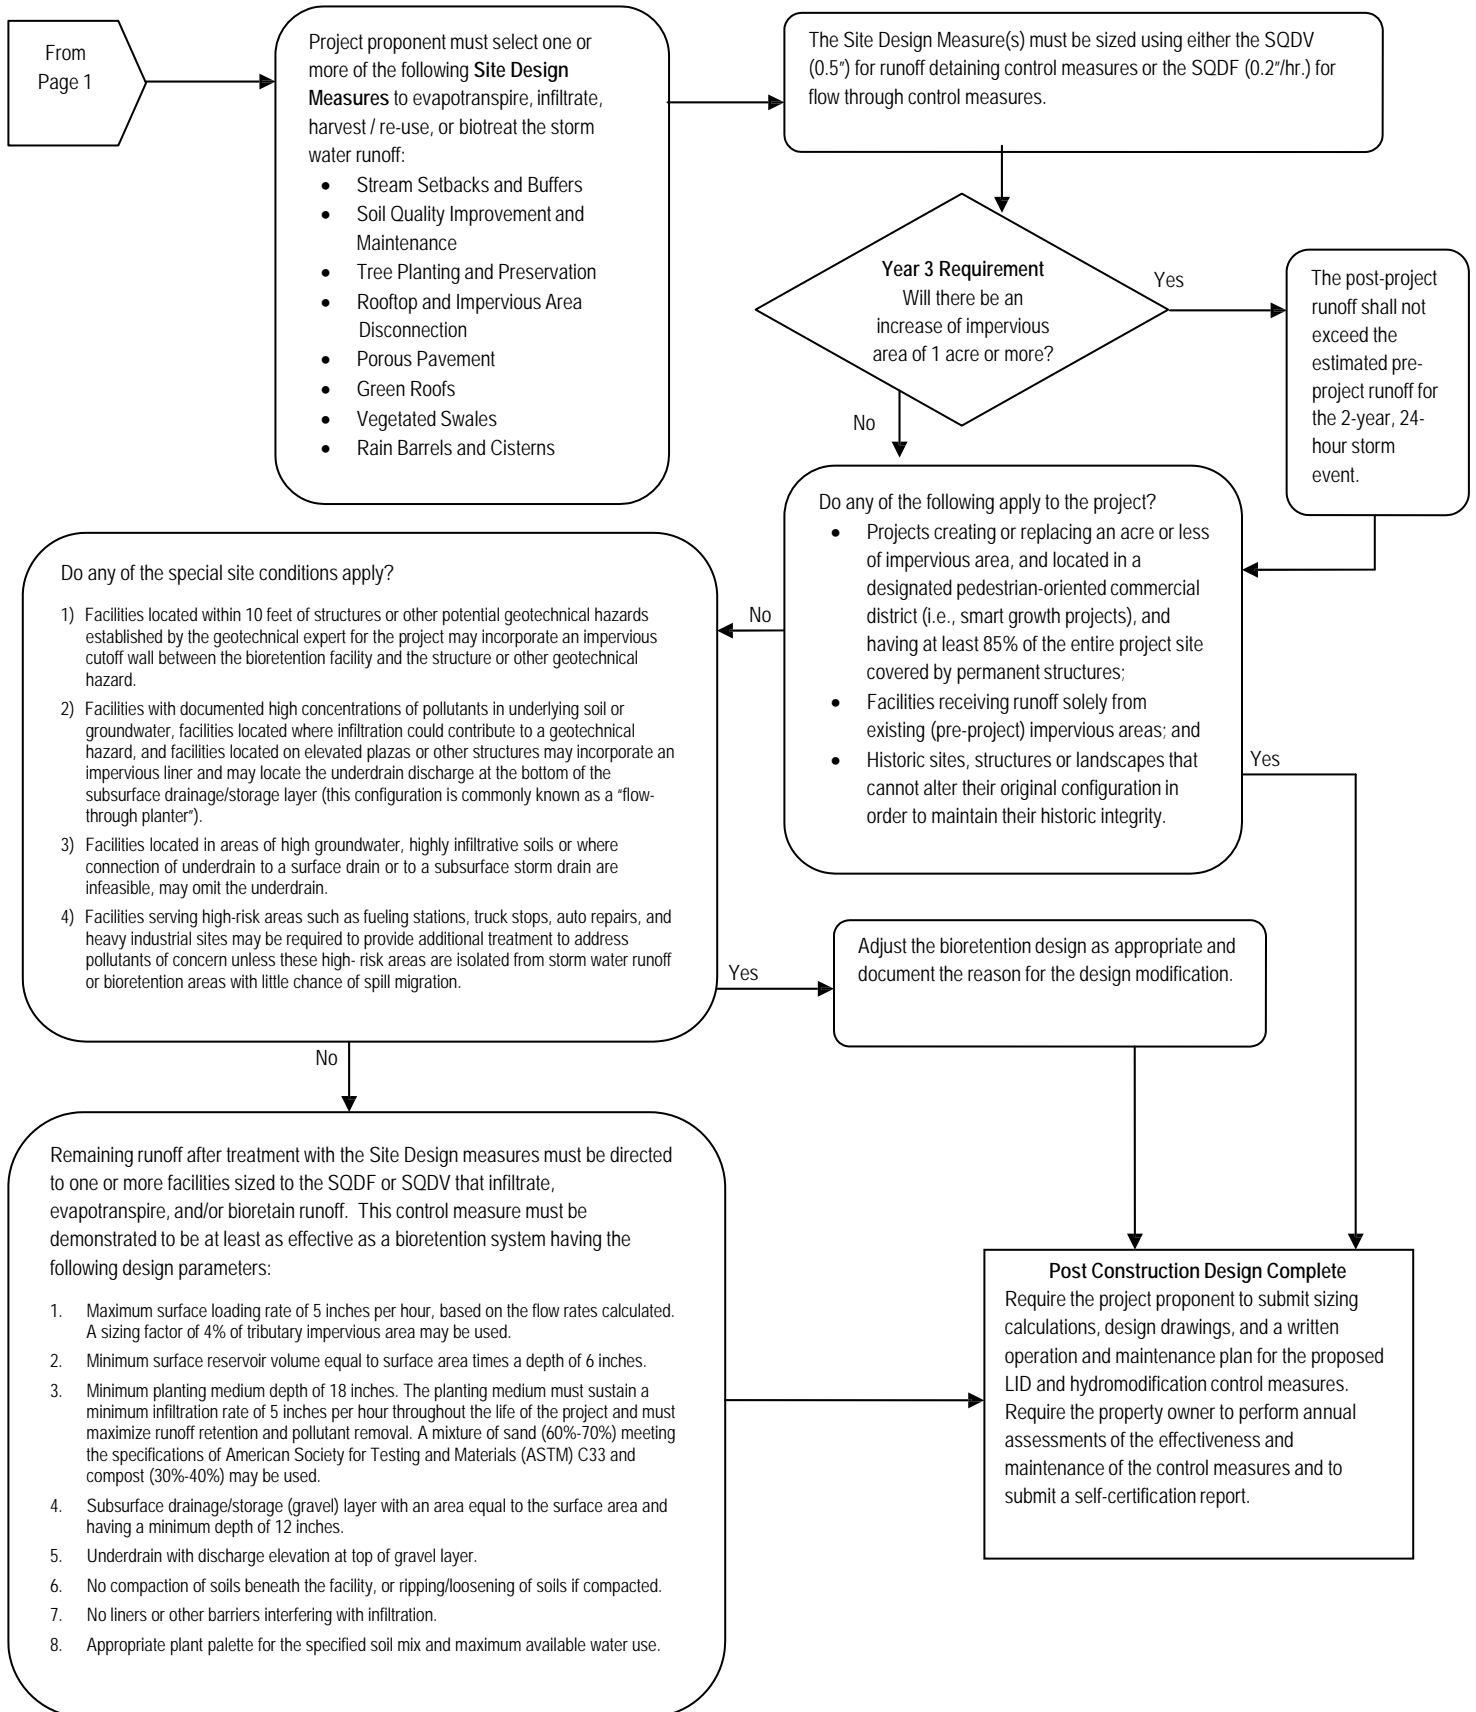 From
Page 1
Project proponent must select one or
more of the following Site Design
Measures to evapotranspire, infiltrate,
harvest / re-use, or biotreat the storm
water runoff:
• Stream Setbacks and Buffers
• Soil Quality Improvement and
Maintenance
• Tree Planting and Preservation
• Rooftop and Impervious Area
Disconnection
• Porous Pavement
• Green Roofs
• Vegetated Swales
• Rain Barrels and Cisterns
The Site Design Measure(s) must be sized using either the SQDV
(0.5") for runoff detaining control measures or the SQDF (0.2"/hr.) for
flow through control measures.
Year 3 Requirement
Will there be an
increase of impervious
area of 1 acre or more?
Yes
The post-project
runoff shall not
exceed the
estimated pre-
project runoff for
the 2-year, 24-
hour storm
event.
No
Do any of the following apply to the project?
• Projects creating or replacing an acre or less
of impervious area, and located in a
designated pedestrian-oriented commercial
district (i.e., smart growth projects), and
having at least 85% of the entire project site
covered by permanent structures;
• Facilities receiving runoff solely from
existing (pre-project) impervious areas; and
• Historic sites, structures or landscapes that
cannot alter their original configuration in
order to maintain their historic integrity.
No
Yes
Do any of the special site conditions apply?
1) Facilities located within 10 feet of structures or other potential geotechnical hazards
established by the geotechnical expert for the project may incorporate an impervious
cutoff wall between the bioretention facility and the structure or other geotechnical
hazard.
2) Facilities with documented high concentrations of pollutants in underlying soil or
groundwater, facilities located where infiltration could contribute to a geotechnical
hazard, and facilities located on elevated plazas or other structures may incorporate an
impervious liner and may locate the underdrain discharge at the bottom of the
subsurface drainage/storage layer (this configuration is commonly known as a "flow-
through planter").
3) Facilities located in areas of high groundwater, highly infiltrative soils or where
connection of underdrain to a surface drain or to a subsurface storm drain are
infeasible, may omit the underdrain.
4) Facilities serving high-risk areas such as fueling stations, truck stops, auto repairs, and
heavy industrial sites may be required to provide additional treatment to address
pollutants of concern unless these high- risk areas are isolated from storm water runoff
or bioretention areas with little chance of spill migration.
Yes
Adjust the bioretention design as appropriate and
document the reason for the design modification.
No
Remaining runoff after treatment with the Site Design measures must be directed
to one or more facilities sized to the SQDF or SQDV that infiltrate,
evapotranspire, and/or bioretain runoff. This control measure must be
demonstrated to be at least as effective as a bioretention system having the
following design parameters:
1. Maximum surface loading rate of 5 inches per hour, based on the flow rates calculated.
A sizing factor of 4% of tributary impervious area may be used.
2. Minimum surface reservoir volume equal to surface area times a depth of 6 inches.
3. Minimum planting medium depth of 18 inches. The planting medium must sustain a
minimum infiltration rate of 5 inches per hour throughout the life of the project and must
maximize runoff retention and pollutant removal. A mixture of sand (60%-70%) meeting
the specifications of American Society for Testing and Materials (ASTM) C33 and
compost (30%-40%) may be used.
4. Subsurface drainage/storage (gravel) layer with an area equal to the surface area and
having a minimum depth of 12 inches.
5. Underdrain with discharge elevation at top of gravel layer.
6. No compaction of soils beneath the facility, or ripping/loosening of soils if compacted.
7. No liners or other barriers interfering with infiltration.
8. Appropriate plant palette for the specified soil mix and maximum available water use.
Post Construction Design Complete
Require the project proponent to submit sizing
calculations, design drawings, and a written
operation and maintenance plan for the proposed
LID and hydromodification control measures.
Require the property owner to perform annual
assessments of the effectiveness and
maintenance of the control measures and to
submit a self-certification report.